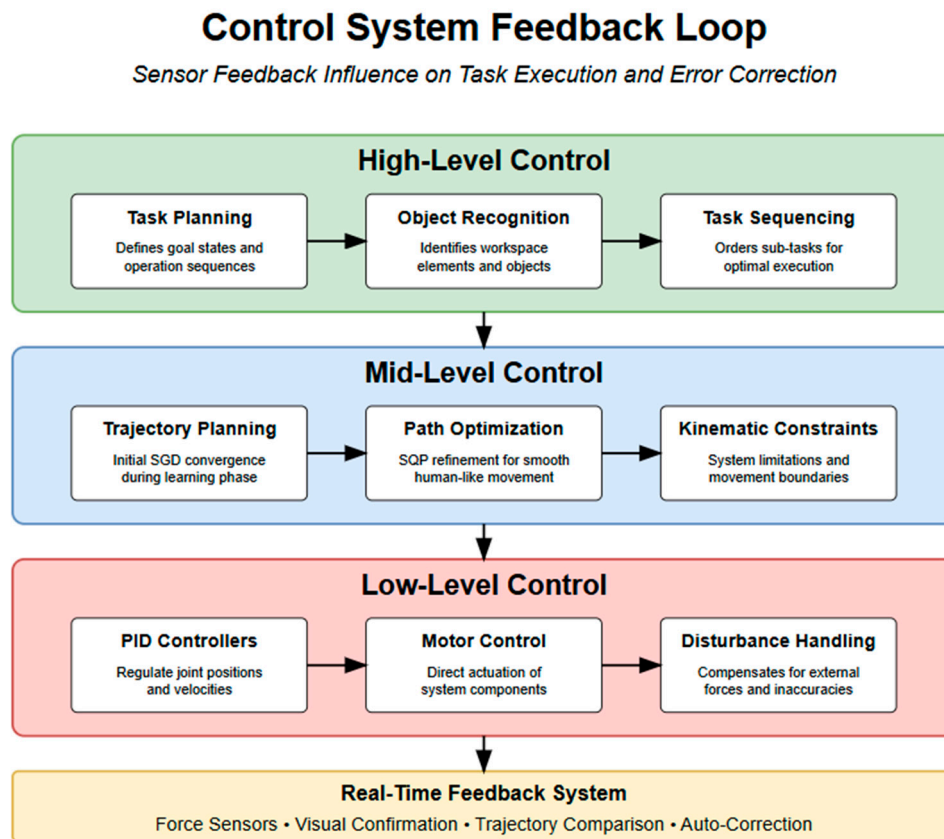 Control System Feedback Loop
Sensor Feedback Influence on Task Execution and Error Correction
High-Level Control
Task Planning
Defines goal states and
operation sequences
Object Recognition
Identifies workspace
elements and objects
Task Sequencing
Orders sub-tasks for
optimal execution
Mid-Level Control
Trajectory Planning
Initial SGD convergence
during learning phase
Path Optimization
SQP refinement for smooth
human-like movement
Kinematic Constraints
System limitations and
movement boundaries
Low-Level Control
PID Controllers
Regulate joint positions
and velocities
Motor Control
Direct actuation of
system components
Disturbance Handling
Compensates for external
forces and inaccuracies
Real-Time Feedback System
Force Sensors • Visual Confirmation • Trajectory Comparison • Auto-Correction